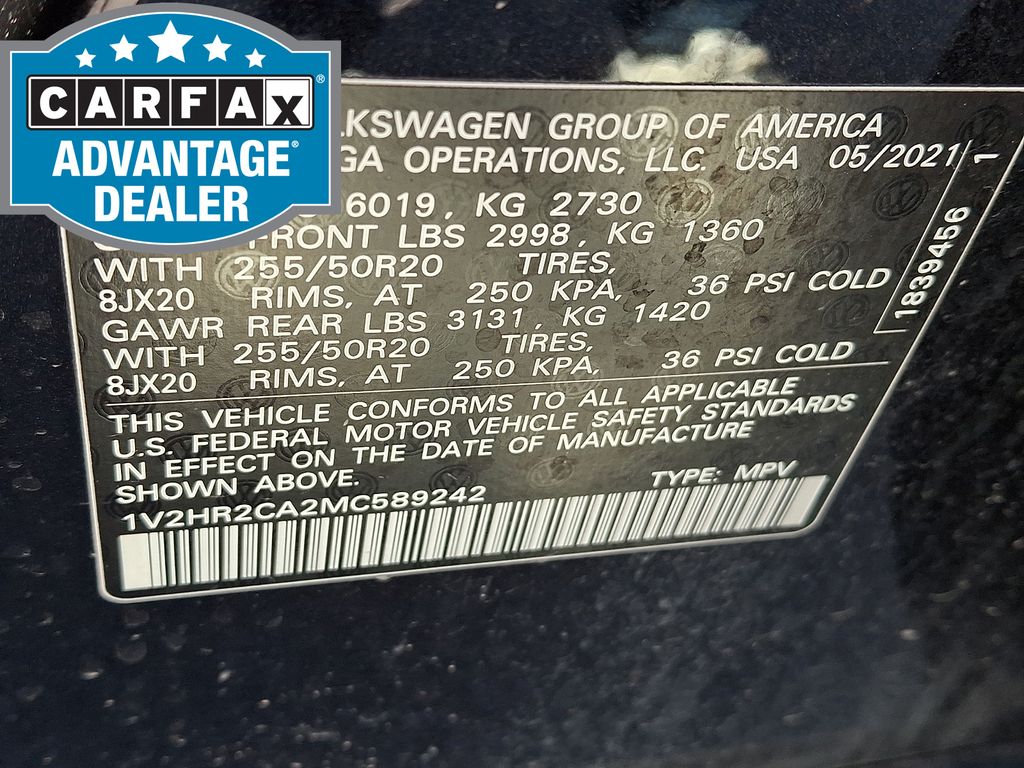 CARFAX®
ADVANTAGE®
DEALER
LKSWAGEN GROUP OF AMERICA
GA OPERATIONS, LLC. USA 05/2021
6019, KG 2730
FRONT LBS 2998, KG 1360
WITH 255/50R20 TIRES,
8JX20 RIMS, AT 250 KPA, 36 PSI COLD
GAWR REAR LBS 3131, KG 1420
WITH 255/50R20 TIRES,
8JX20 RIMS, AT 250 KPA, 36 PSI COLD
THIS VEHICLE CONFORMS TO ALL APPLICABLE
U.S. FEDERAL MOTOR VEHICLE SAFETY STANDARDS
IN EFFECT ON THE DATE OF MANUFACTURE
SHOWN ABOVE.
TYPE: MPV
1V2HR2CA2MC589242
1839456 1